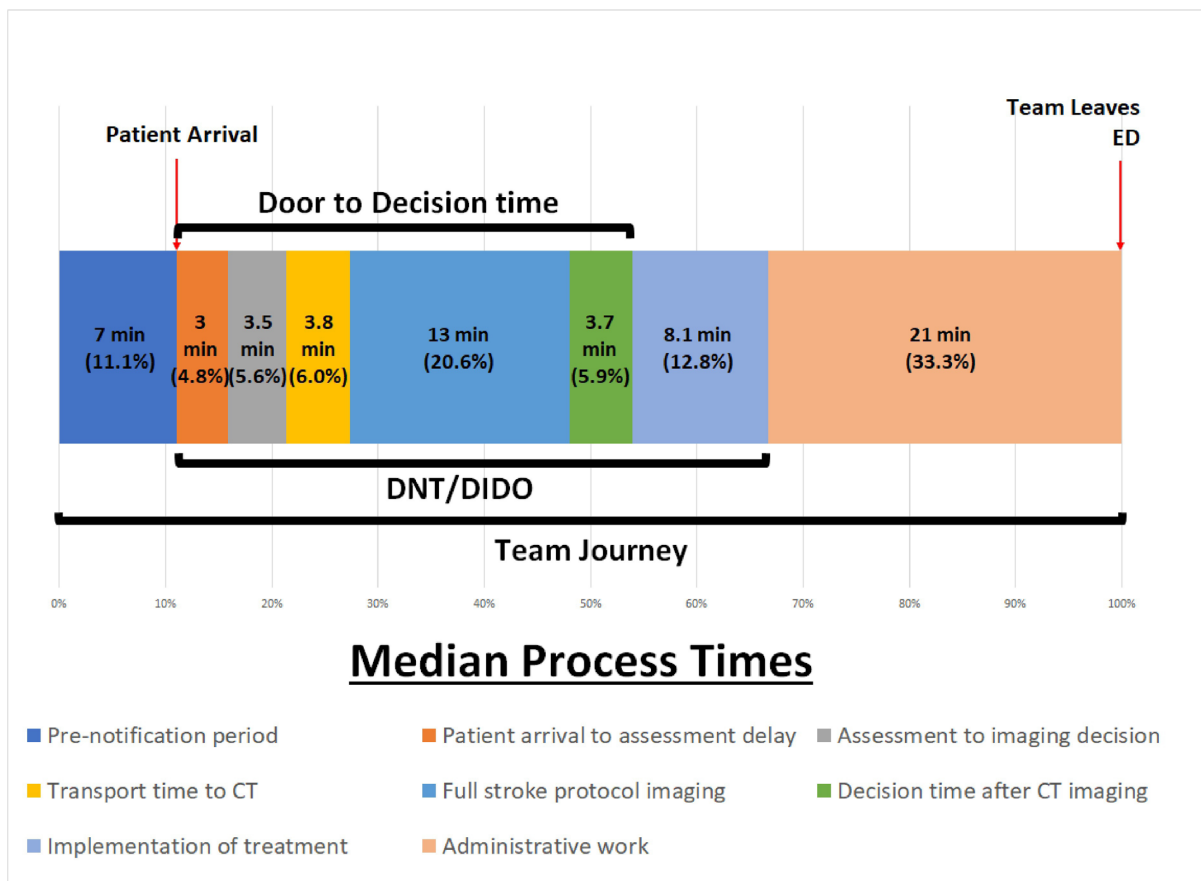 Team Leaves
ED
Patient Arrival
Door to Decision time
7 min
(11.1%)
3
min
(4.8%)
3.5
min
(5.6%)
3.8
min
(6.0%)
13 min
(20.6%)
3.7
min
(5.9%)
8.1 min
(12.8%)
21 min
(33.3%)
DNT/DIDO
Team Journey
0% 10% 20% 30% 40% 50% 60% 70% 80% 90% 100%
Median Process Times
Pre-notification period
Patient arrival to assessment delay
Assessment to imaging decision
Transport time to CT
Full stroke protocol imaging
Decision time after CT imaging
Implementation of treatment
Administrative work